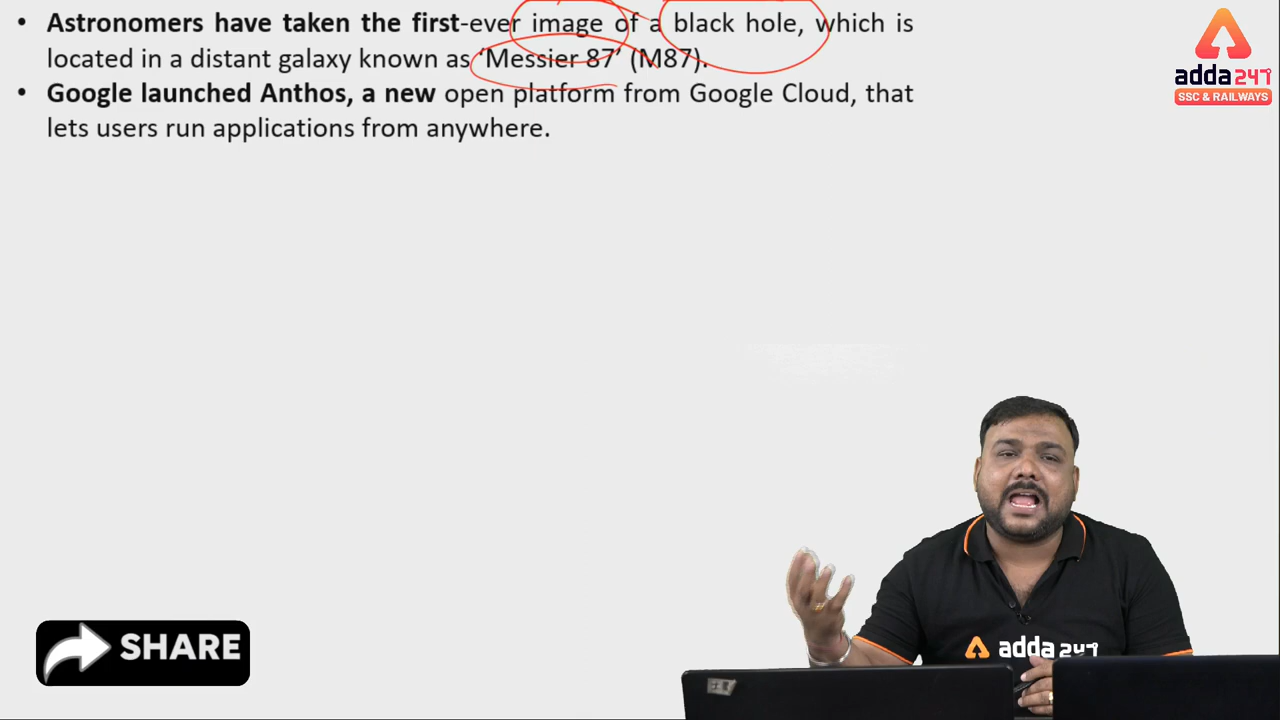 • Astronomers have taken the first-ever image of a black hole, which is
located in a distant galaxy known as ‘Messier 87’ (M87).
• Google launched Anthos, a new open platform from Google Cloud, that
lets users run applications from anywhere.
adda247
SSC & RAILWAYS
SHARE
adda247